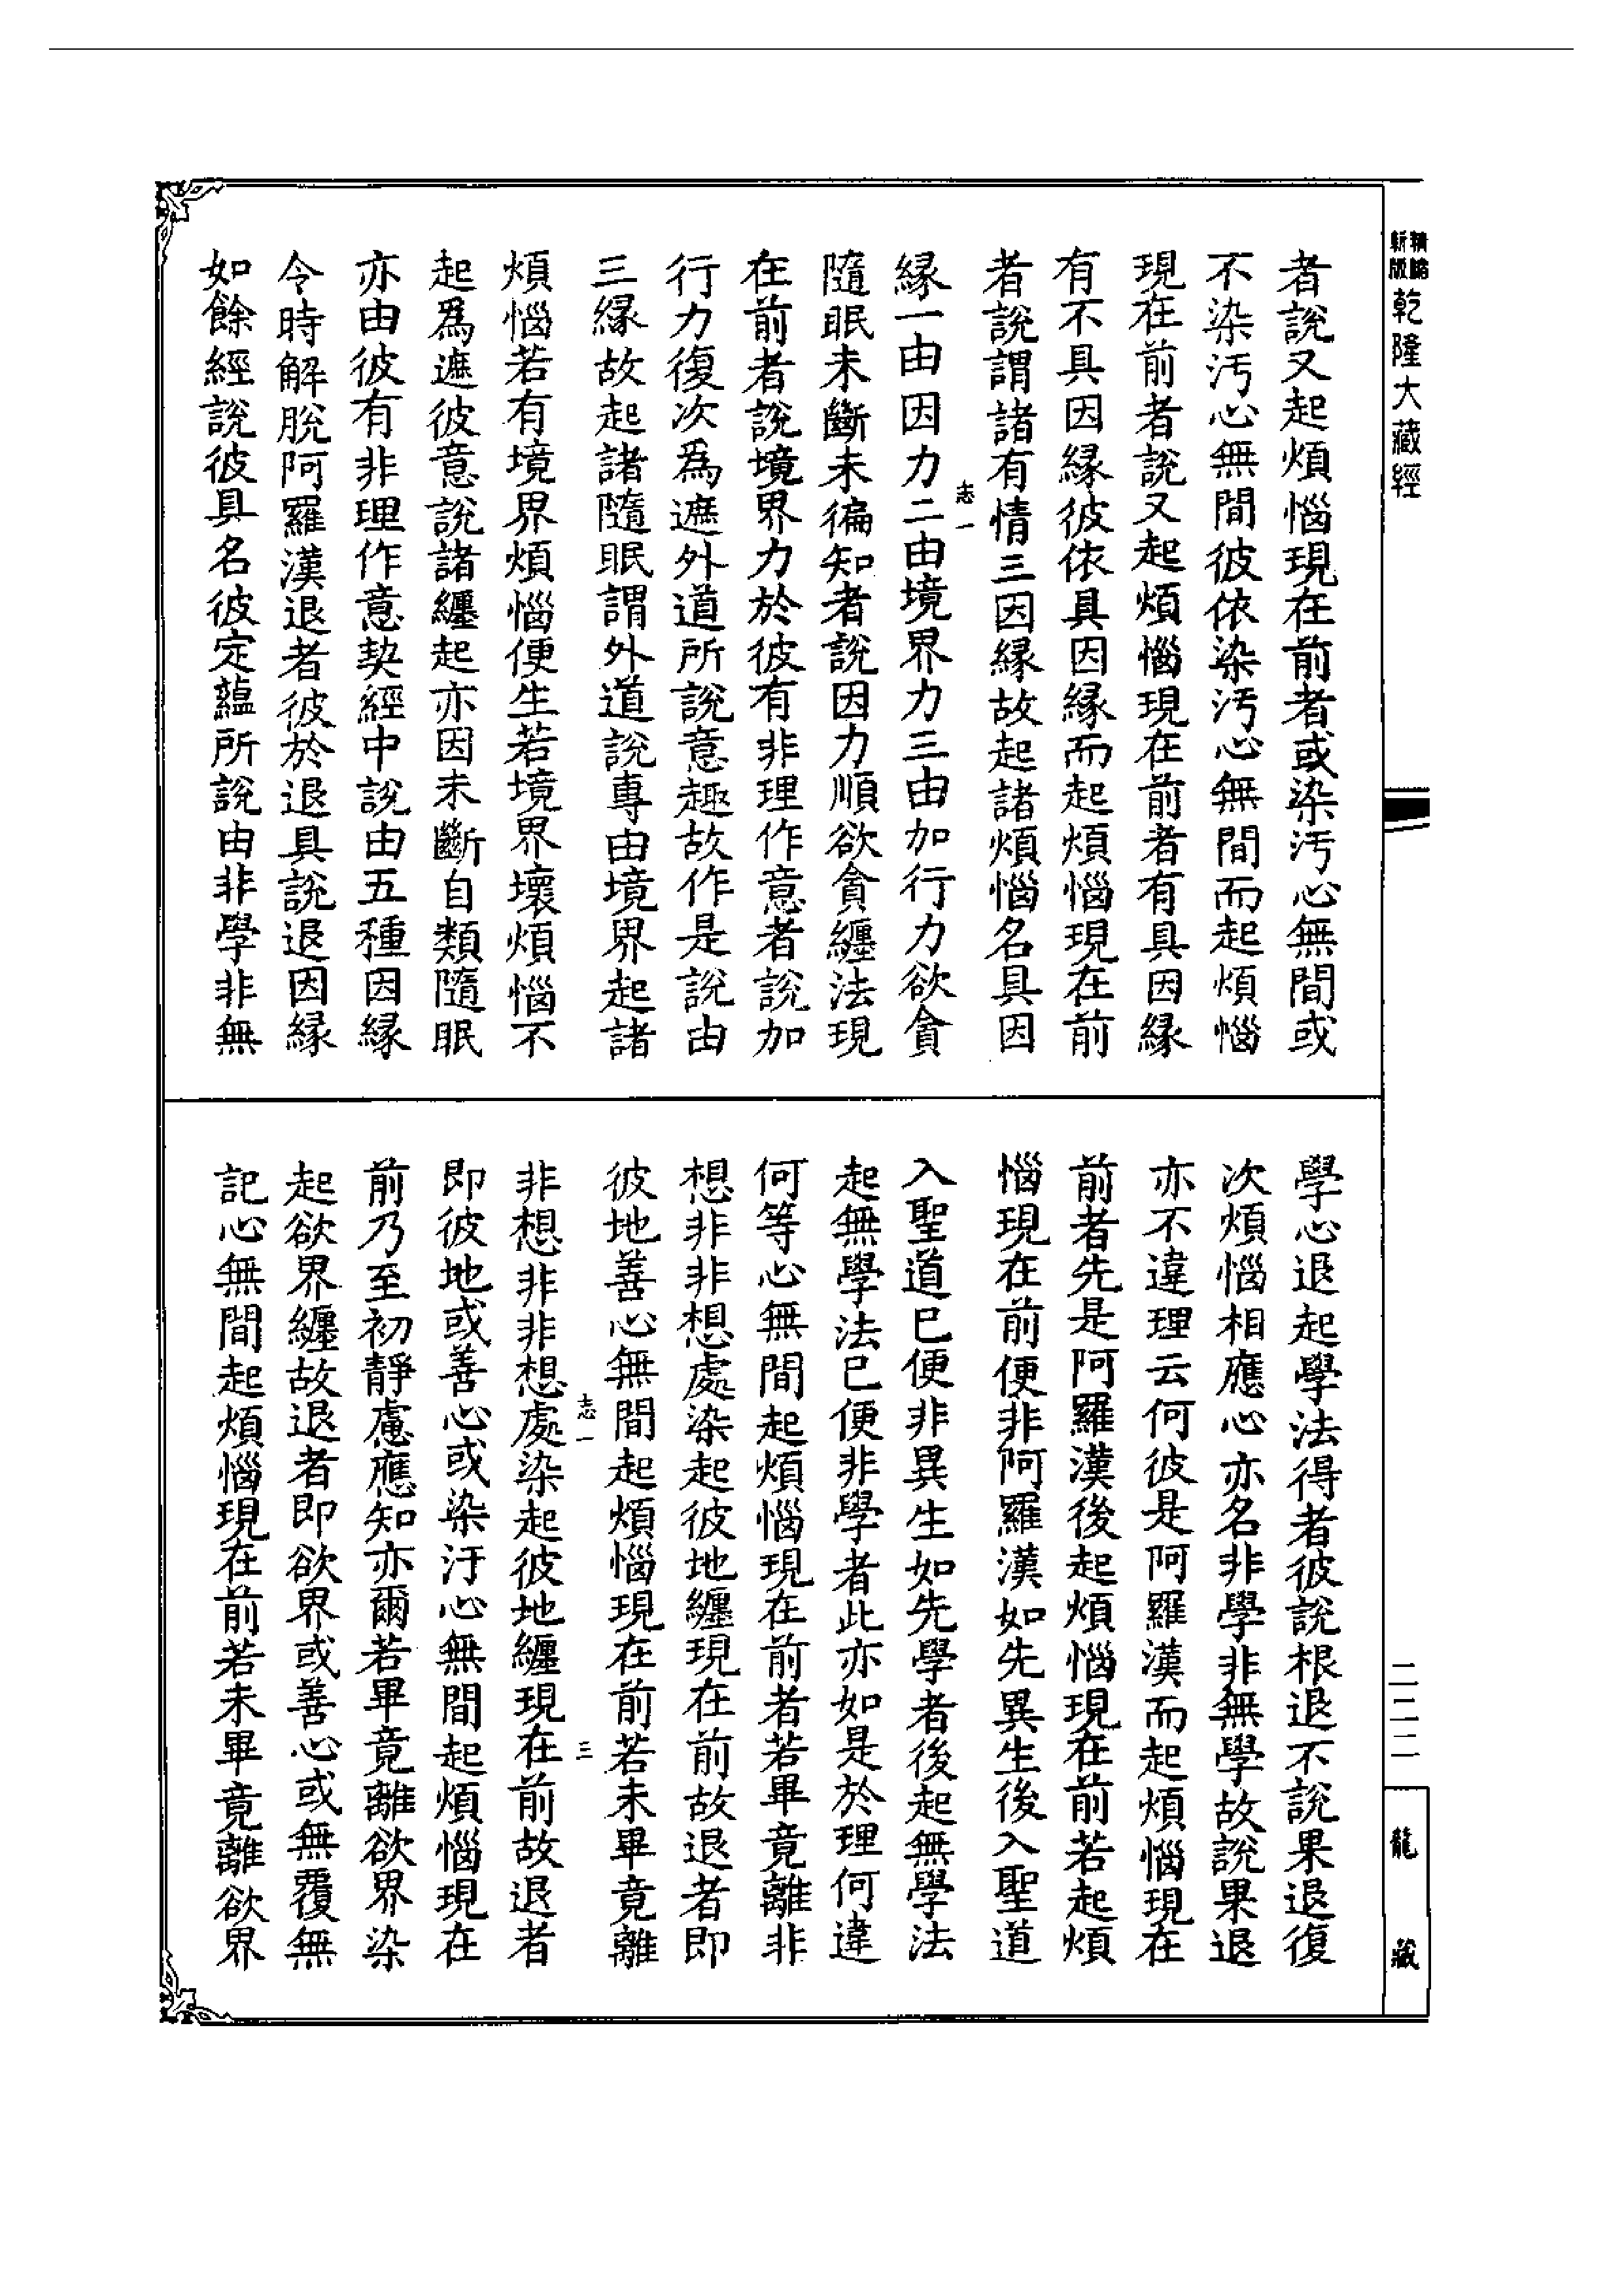 精縮
新版
乾隆大藏經
者說又起煩惱現在前者或染汚心無間或
不染汚心無間彼依染汚心無間而起煩惱
現在前者說又起煩惱現在前者有具因緣
有不具因緣彼依具因緣而起煩惱現在前
者說謂諸有情三因緣故起諸煩惱名具因
緣一由因力二由境界力三由加行力欲貪
志一
隨眠未斷未徧知者說因力順欲貪纏法現
在前者說境界力於彼有非理作意者說加
行力復次爲遮外道所說意趣故作是說由
三緣故起諸隨眠謂外道說專由境界起諸
煩惱若有境界煩惱便生若境界壞煩惱不
起爲遮彼意說諸纏起亦因未斷自類隨眠
亦由彼有非理作意契經中說由五種因緣
令時解脫阿羅漢退者彼於退具說退因緣
如餘經說彼具名彼定蘊所說由非學非無
學心退起學法得者彼說根退不說果退復
次煩惱相應心亦名非學非無學故說果退
亦不違理云何彼是阿羅漢而起煩惱現在
前者先是阿羅漢後起煩惱現在前若起煩
惱現在前便非阿羅漢如先異生後入聖道
入聖道已便非異生如先學者後起無學法
起無學法已便非學者此亦如是於理何違
何等心無間起煩惱現在前者若畢竟離非
想非非想處染起彼地纏現在前故退者即
彼地善心無間起煩惱現在前若未畢竟離
志一
三
非想非非想處染起彼地纏現在前故退者
即彼地或善心或染汙心無間起煩惱現在
前乃至初靜慮應知亦爾若畢竟離欲界染
起欲界纏故退者即欲界或善心或無覆無
記心無間起煩惱現在前若未畢竟離欲界
二二二
龍藏